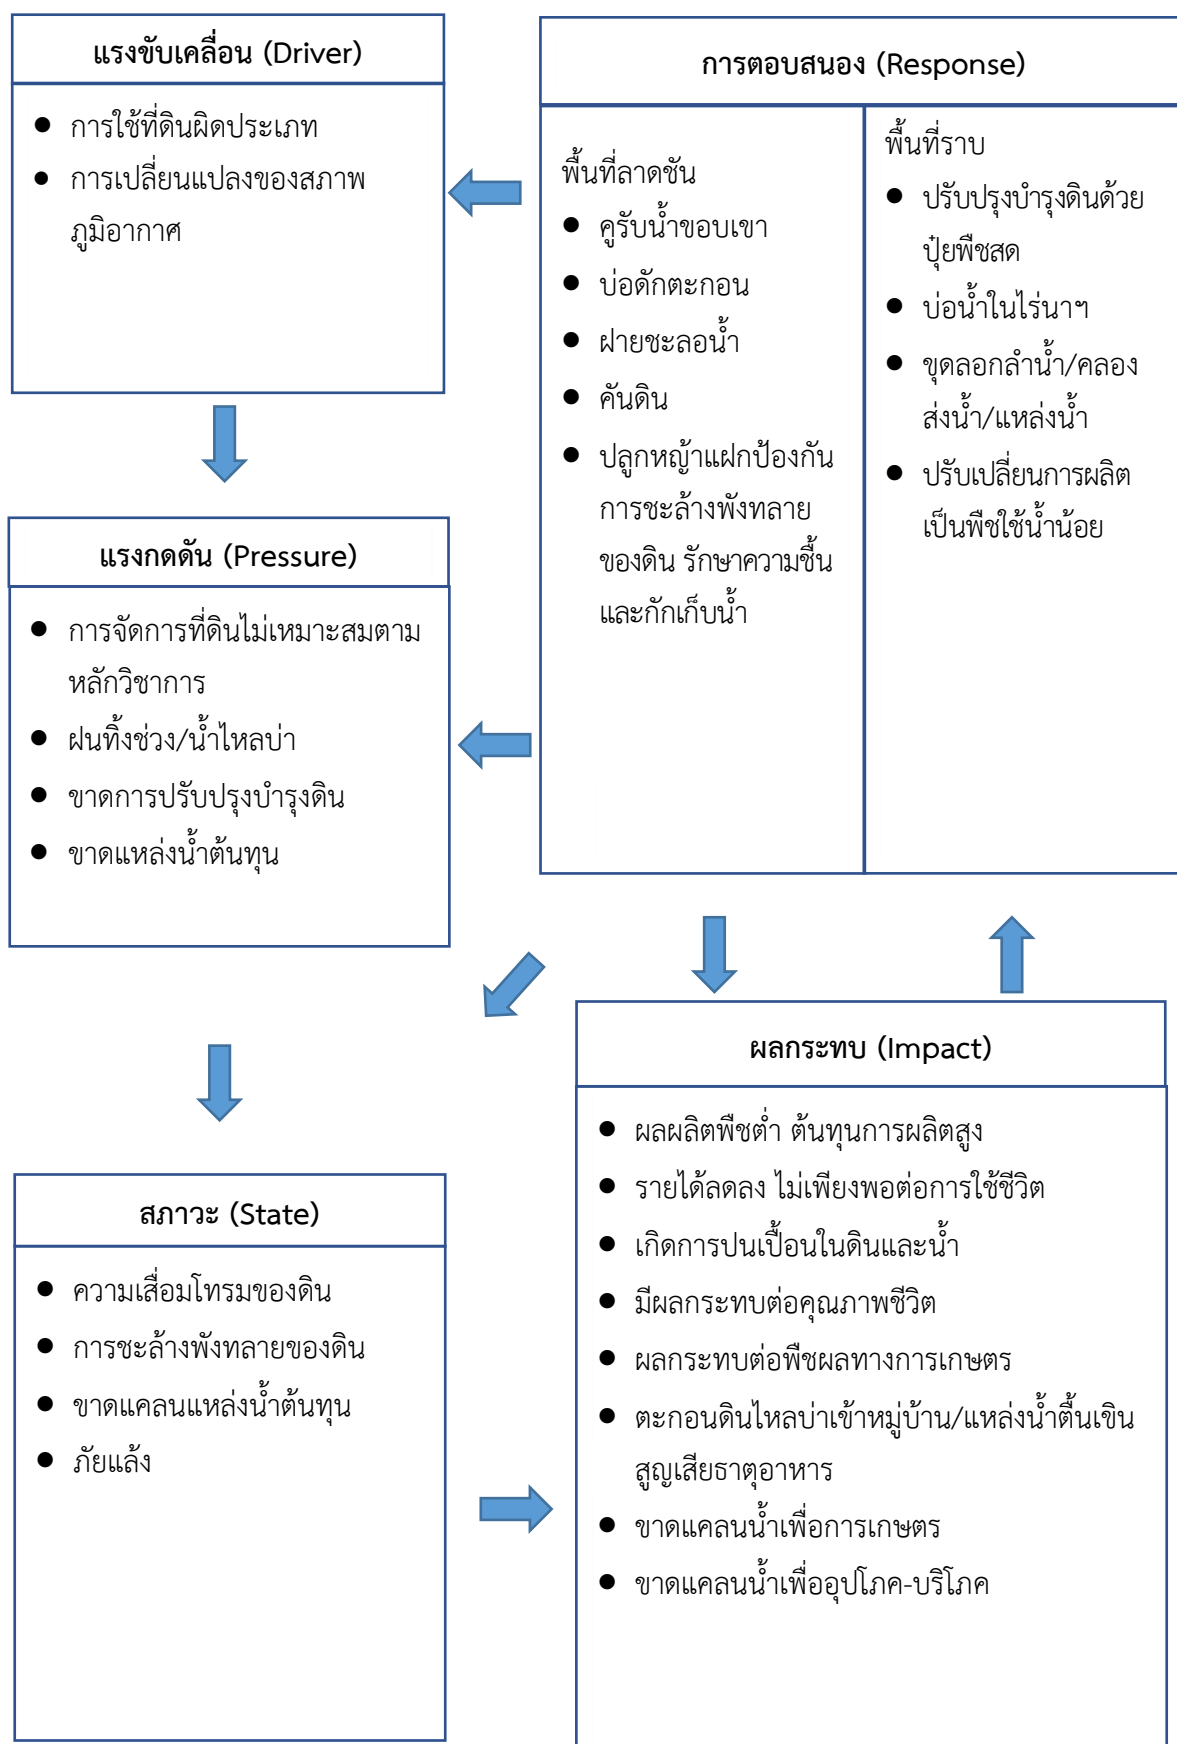 แรงขับเคลื่อน (Driver)
● การใช้ที่ดินผิดประเภท
● การเปลี่ยนแปลงของสภาพ
ภูมิอากาศ
การตอบสนอง (Response)
พื้นที่ลาดชัน
● คูรับน้ำขอบเขา
● บ่อดักตะกอน
● ฝายชะลอน้ำ
● คันดิน
● ปลูกหญ้าแฝกป้องกัน
การชะล้างพังทลาย
ของดิน รักษาความชื้น
และกักเก็บน้ำ
พื้นที่ราบ
● ปรับปรุงบำรุงดินด้วย
ปุ๋ยพืชสด
● บ่อน้ำในไร่นาฯ
● ขุดลอกลำน้ำ/คลอง
ส่งน้ำ/แหล่งน้ำ
● ปรับเปลี่ยนการผลิต
เป็นพืชใช้น้ำน้อย
แรงกดดัน (Pressure)
● การจัดการที่ดินไม่เหมาะสมตาม
หลักวิชาการ
● ฝนทิ้งช่วง/น้ำไหลบ่า
● ขาดการปรับปรุงบำรุงดิน
● ขาดแหล่งน้ำต้นทุน
สภาวะ (State)
● ความเสื่อมโทรมของดิน
● การชะล้างพังทลายของดิน
● ขาดแคลนแหล่งน้ำต้นทุน
● ภัยแล้ง
ผลกระทบ (Impact)
● ผลผลิตพืชต่ำ ต้นทุนการผลิตสูง
● รายได้ลดลง ไม่เพียงพอต่อการใช้ชีวิต
● เกิดการปนเปื้อนในดินและน้ำ
● มีผลกระทบต่อคุณภาพชีวิต
● ผลกระทบต่อพืชผลทางการเกษตร
● ตะกอนดินไหลบ่าเข้าหมู่บ้าน/แหล่งน้ำตื้นเขิน
สูญเสียธาตุอาหาร
● ขาดแคลนน้ำเพื่อการเกษตร
● ขาดแคลนน้ำเพื่ออุปโภค-บริโภค